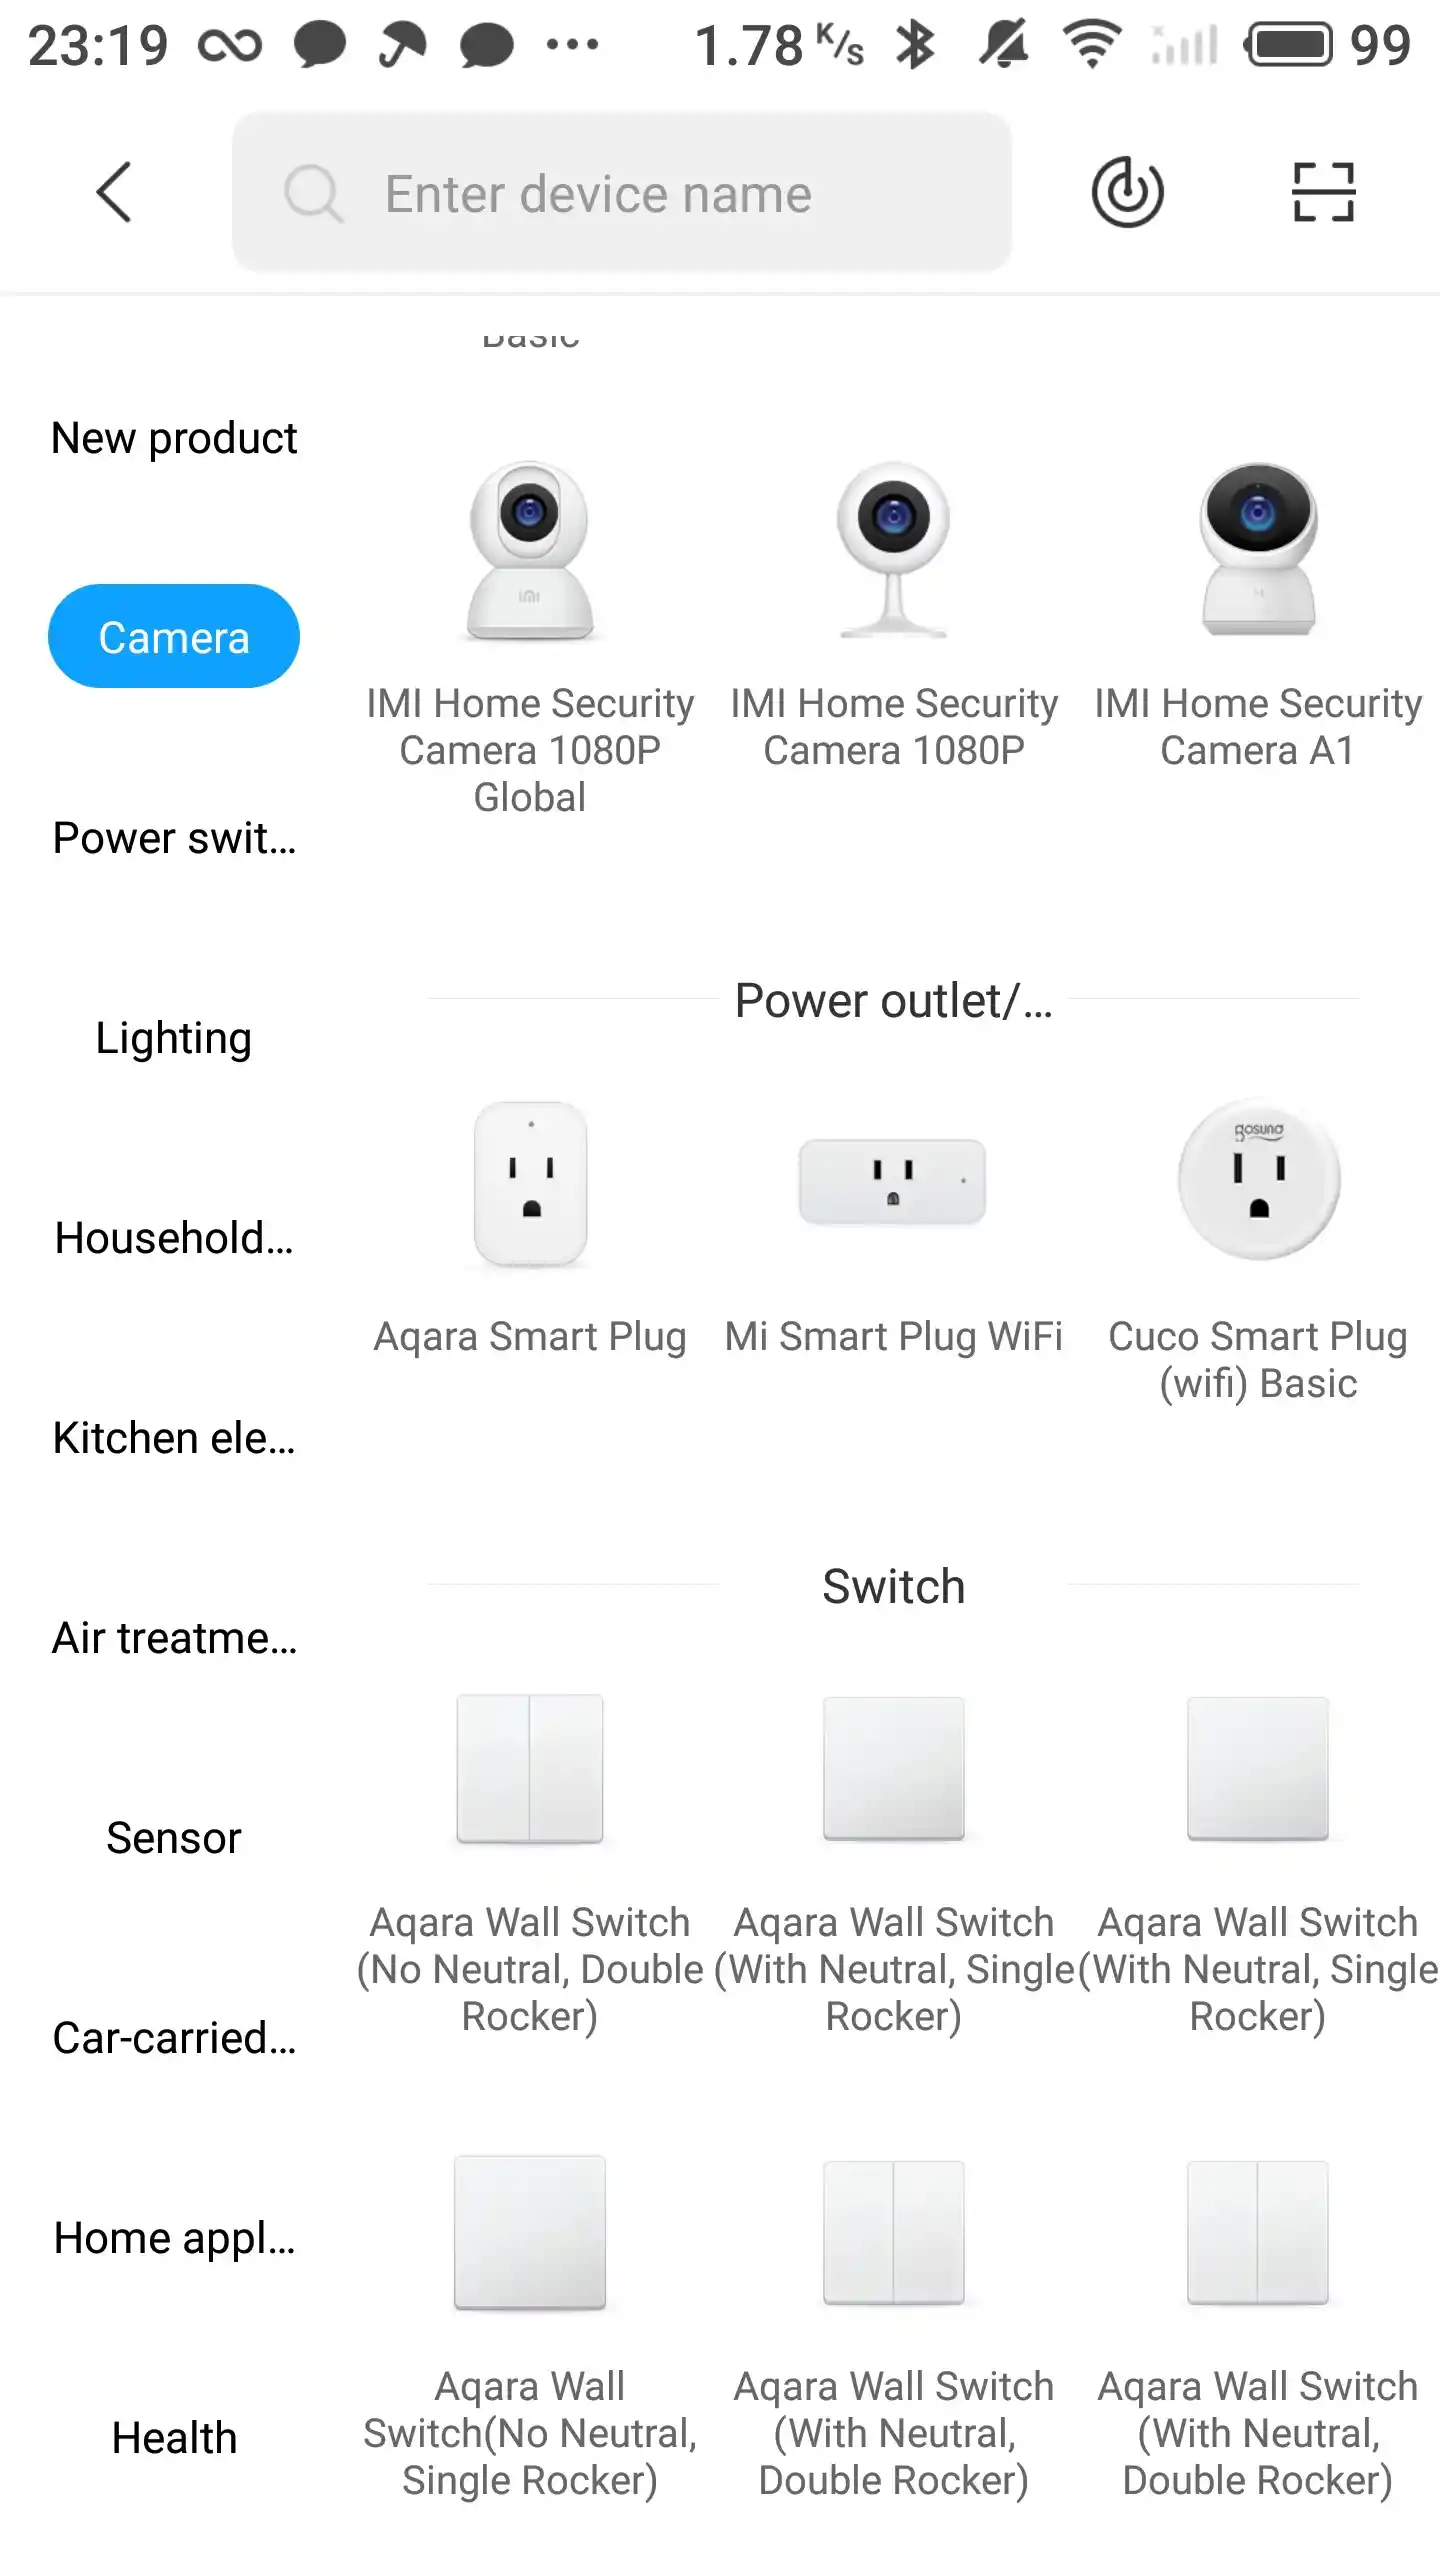 23:19
1.78 K/s
99
Enter device name
Basic
New product
Camera
Power swit...
Lighting
Household...
Kitchen ele...
Air treatme...
Sensor
Car-carried...
Home appl...
Health
IMI Home Security
Camera 1080P
Global
IMI Home Security
Camera 1080P
IMI Home Security
Camera A1
Power outlet/...
gosund
Aqara Smart Plug
Mi Smart Plug WiFi
Cuco Smart Plug
(wifi) Basic
Switch
Aqara Wall Switch
(No Neutral, Double
Rocker)
Aqara Wall Switch
(With Neutral, Single
Rocker)
Aqara Wall Switch
(With Neutral, Single
Rocker)
Aqara Wall
Switch(No Neutral,
Single Rocker)
Aqara Wall Switch
(With Neutral,
Double Rocker)
Aqara Wall Switch
(With Neutral,
Double Rocker)